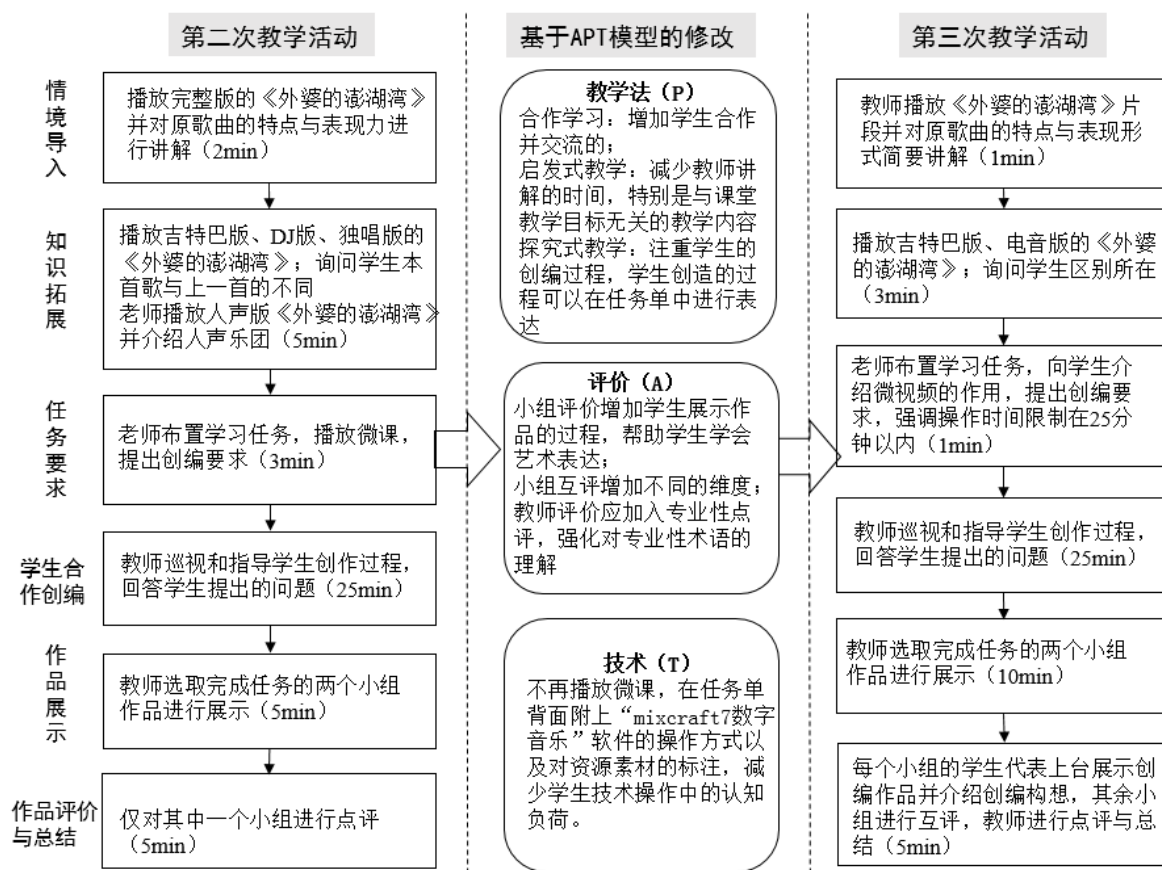 第二次教学活动
基于APT模型的修改
第三次教学活动
情境导入
知识拓展
任务要求
学生合
作创编
作品展示
作品评价
与总结
播放完整版的《外婆的澎湖湾》
并对原歌曲的特点与表现力进
行讲解（2min）
播放吉特巴版、DJ版、独唱版的
《外婆的澎湖湾》；询问学生本
首歌与上一首的不同
老师播放人声版《外婆的澎湖湾》
并介绍人声乐团（5min）
老师布置学习任务，播放微课，
提出创编要求（3min）
教师巡视和指导学生创作过程，
回答学生提出的问题（25min）
教师选取完成任务的两个小组
作品进行展示（5min）
仅对其中一个小组进行点评
（5min）
教学法（P）
合作学习：增加学生合作
并交流的；
启发式教学：减少教师讲
解的时间，特别是与课堂
教学目标无关的教学内容
探究式教学：注重学生的
创编过程，学生创造的过
程可以在任务单中进行表
达
评价（A）
小组评价增加学生展示作
品的过程，帮助学生学会
艺术表达；
小组互评增加不同的维度；
教师评价应加入专业性点
评，强化对专业性术语的
理解
技术（T）
不再播放微课，在任务单
背面附上“mixcraft7数字
音乐”软件的操作方式以
及对资源素材的标注，减
少学生技术操作中的认知
负荷。
教师播放《外婆的澎湖湾》片
段并对原歌曲的特点与表现形
式简要讲解（1min）
播放吉特巴版、电音版的《外婆
的澎湖湾》；询问学生区别所在
（3min）
老师布置学习任务，向学生介
绍微视频的作用，提出创编要
求，强调操作时间限制在25分
钟以内（1min）
教师巡视和指导学生创作过程，
回答学生提出的问题（25min）
教师选取完成任务的两个小组
作品进行展示（10min）
每个小组的学生代表上台展示创
编作品并介绍创编构想，其余小
组进行互评，教师进行点评与总
结（5min）